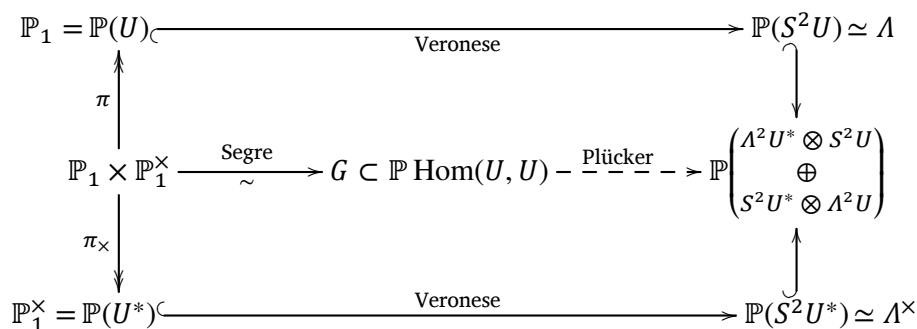 ℙ₁ = ℙ(U) Veronese ℙ(S²U) ≃ Λ
π
ℙ₁ × ℙ₁^× Segre ∼ G ⊂ ℙ Hom(U, U) Plücker ℙ(Λ²U* ⊗ S²U ⊕ S²U* ⊗ Λ²U)
π_×
ℙ₁^× = ℙ(U*) Veronese ℙ(S²U*) ≃ Λ^×